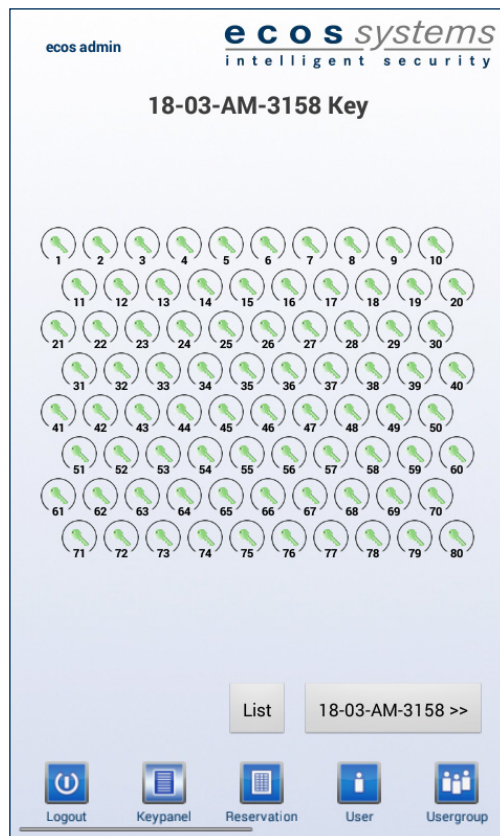 ecos admin
ecos systems
intelligent security
18-03-AM-3158 Key
1 2 3 4 5 6 7 8 9 10
11 12 13 14 15 16 17 18 19 20
21 22 23 24 25 26 27 28 29 30
31 32 33 34 35 36 37 38 39 40
41 42 43 44 45 46 47 48 49 50
51 52 53 54 55 56 57 58 59 60
61 62 63 64 65 66 67 68 69 70
71 72 73 74 75 76 77 78 79 80
List 18-03-AM-3158 >>
Logout Keypanel Reservation User Usergroup